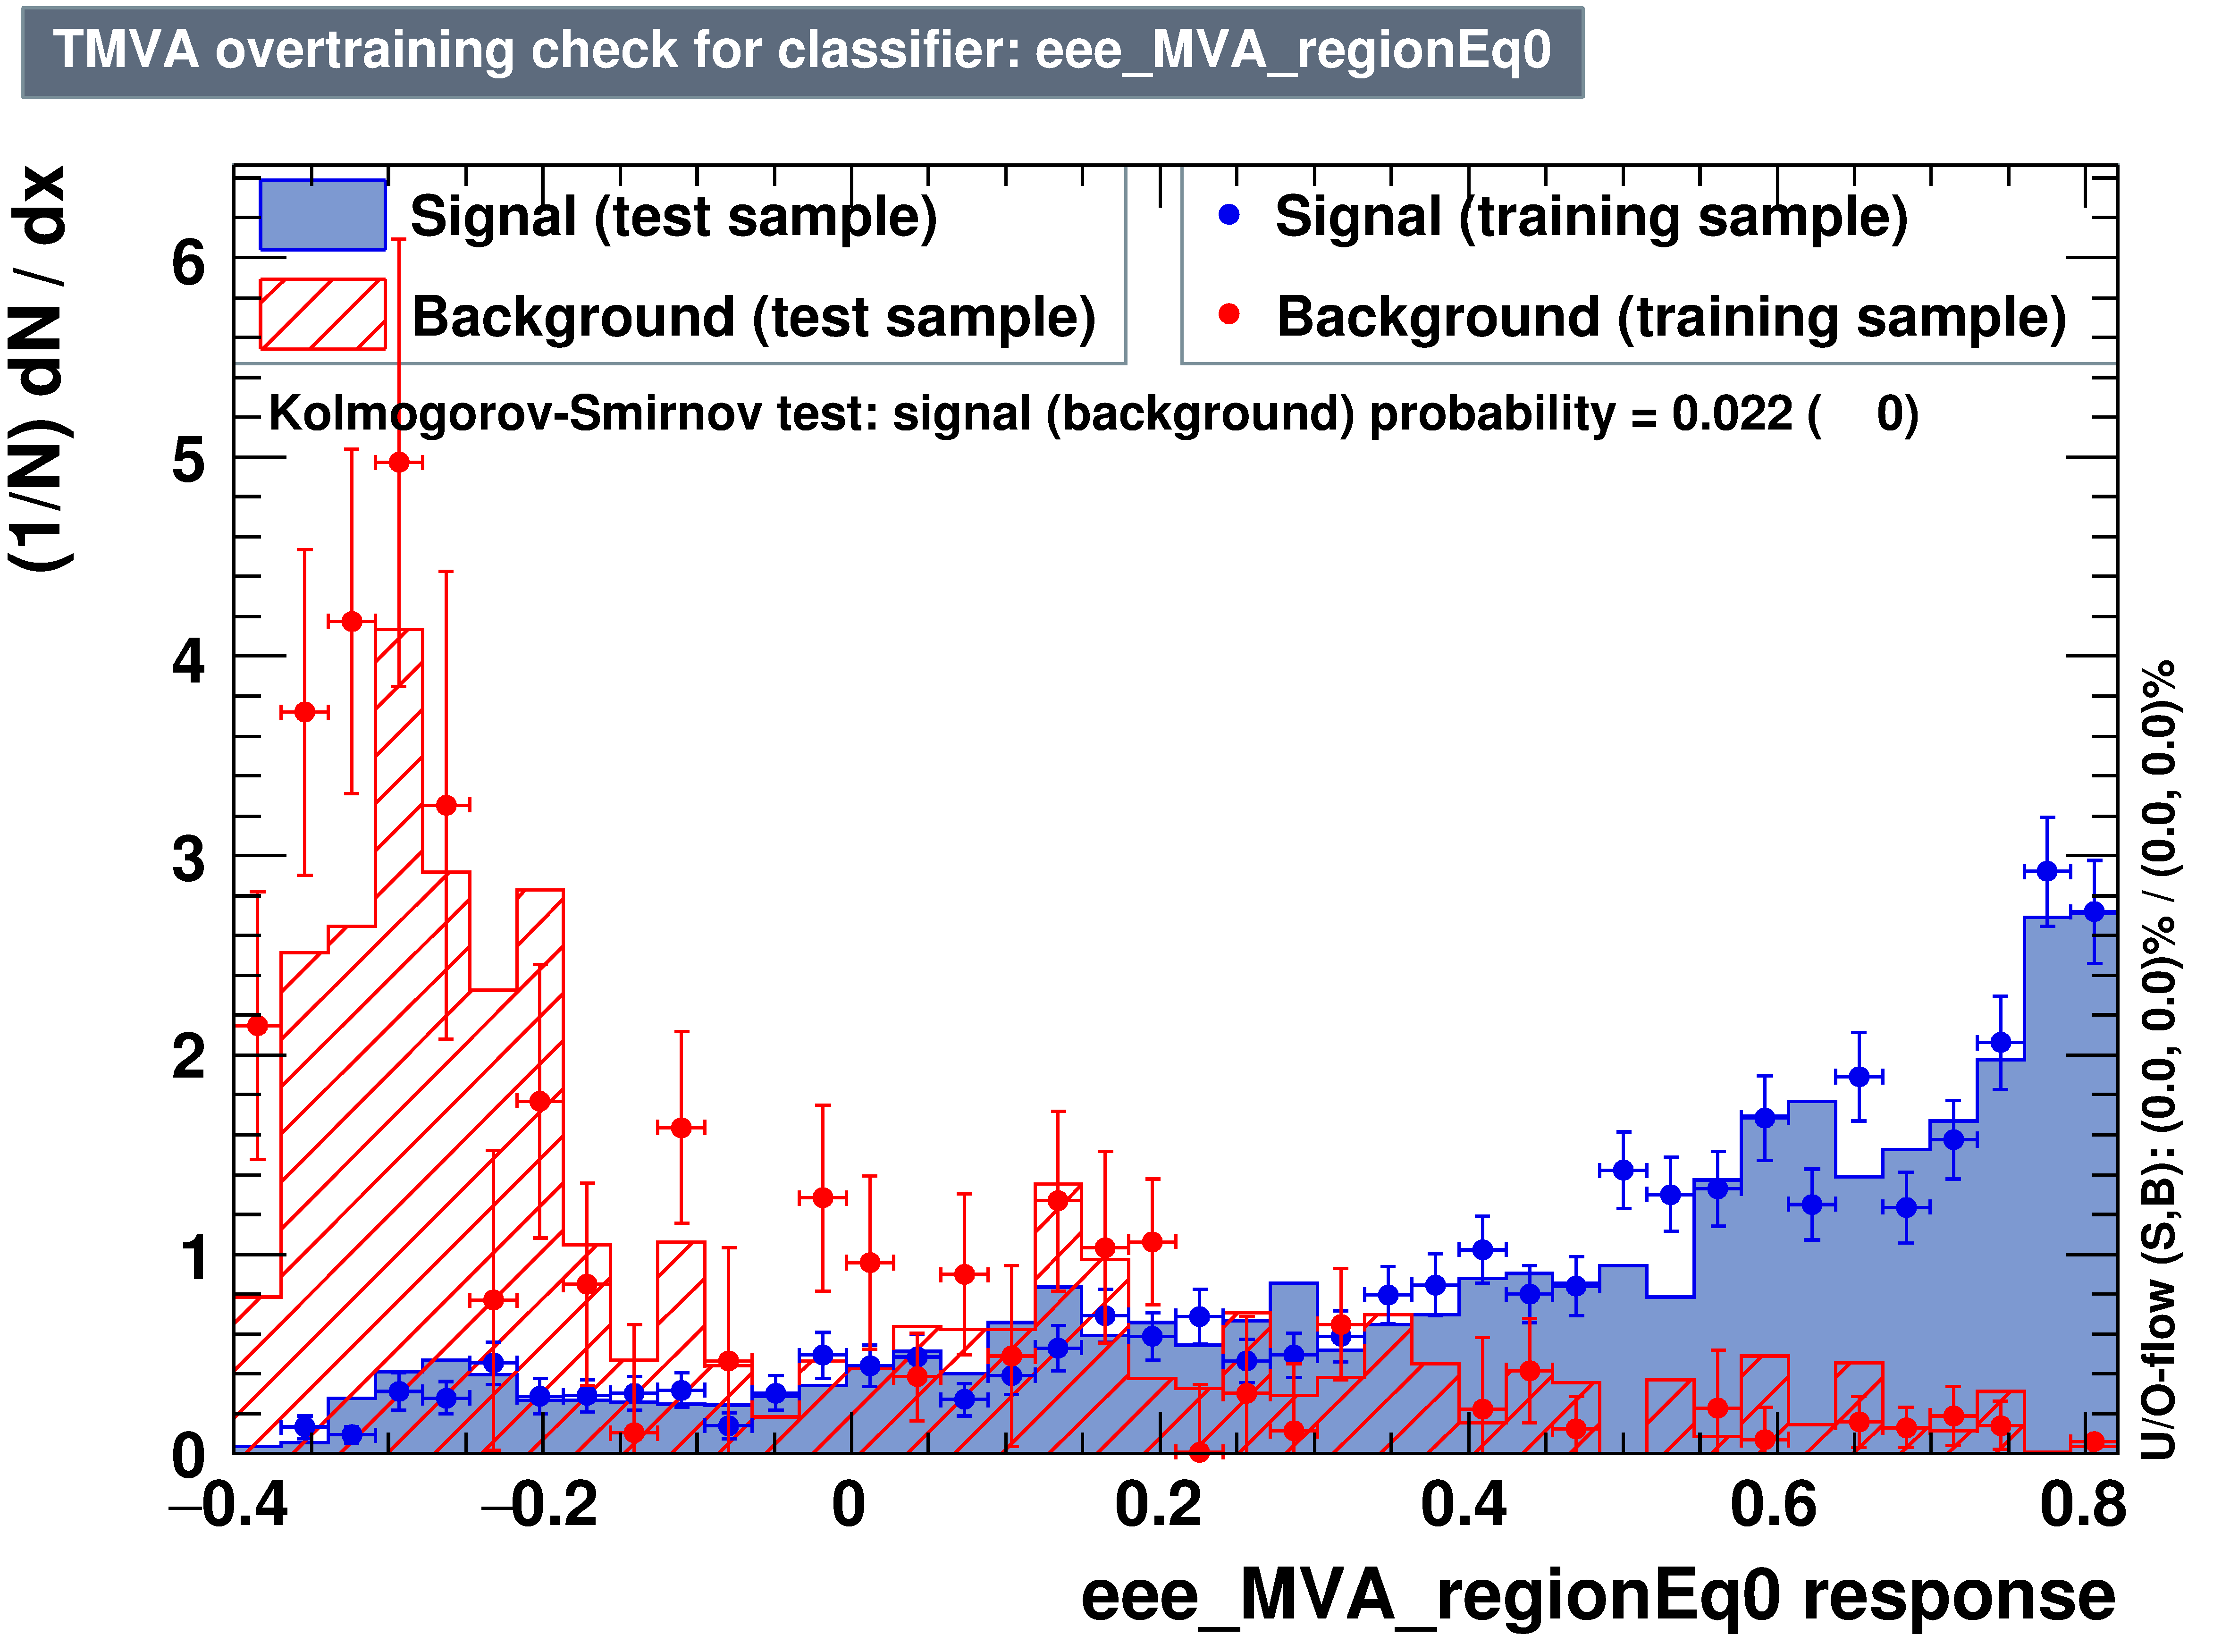 TMVA overtraining check for classifier: eee_MVA_regionEq0
Signal (test sample)
Background (test sample)
Signal (training sample)
Background (training sample)
Kolmogorov-Smirnov test: signal (background) probability = 0.022 (    0)
(1/N) dN / dx
6
5
4
3
2
1
0
−0.4
−0.2
0
0.2
0.4
0.6
0.8
eee_MVA_regionEq0 response
U/O-flow (S,B): (0.0, 0.0)% / (0.0, 0.0)%